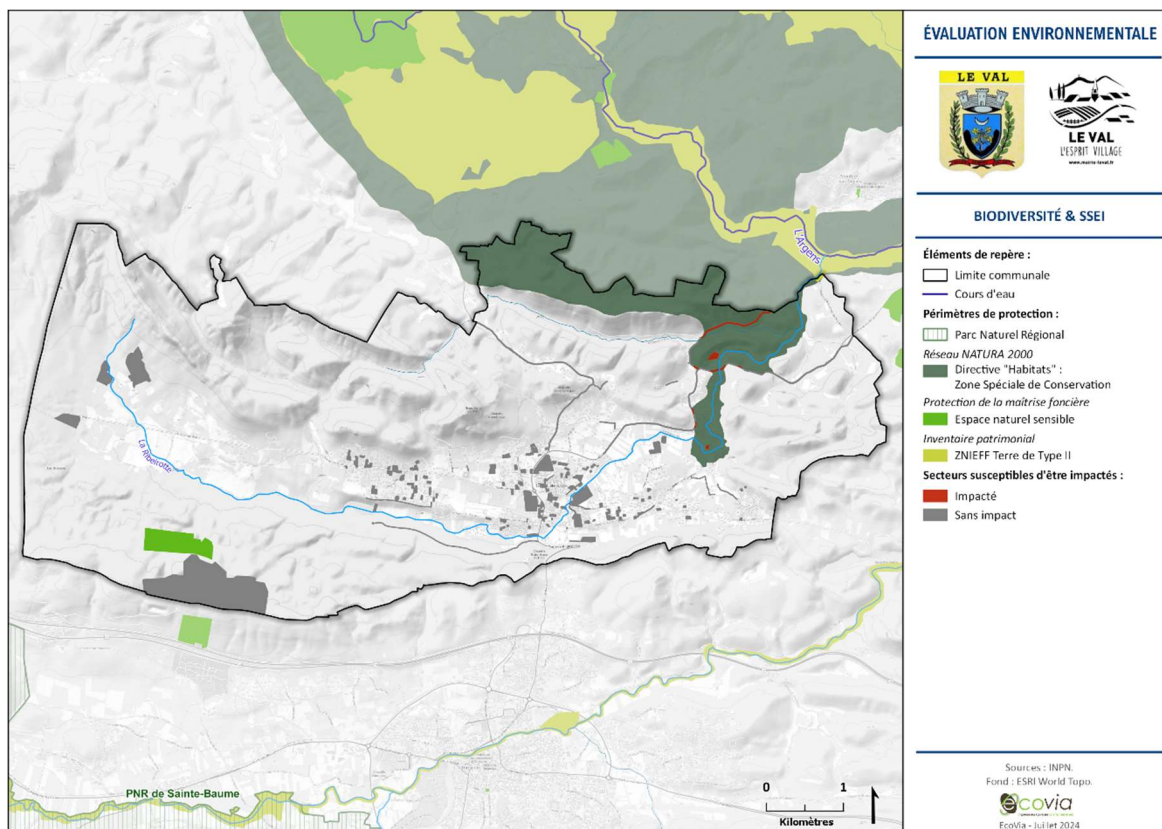 ÉVALUATION ENVIRONNEMENTALE
LE VAL
LE VAL
L'ESPRIT VILLAGE
www.mairie-leval.fr
BIODIVERSITÉ & SSEI
Éléments de repère :
Limite communale
Cours d'eau
Périmètres de protection :
Parc Naturel Régional
Réseau NATURA 2000
Directive "Habitats" :
Zone Spéciale de Conservation
Protection de la maîtrise foncière
Espace naturel sensible
Inventaire patrimonial
ZNIEFF Terre de Type II
Secteurs susceptibles d'être impactés :
Impacté
Sans impact
L'Argens
La Ribeirotte
PNR de Sainte-Baume
0 1
Kilomètres
Sources : INPN.
Fond : ESRI World Topo.
ecovia
EcoVia - Juillet 2024